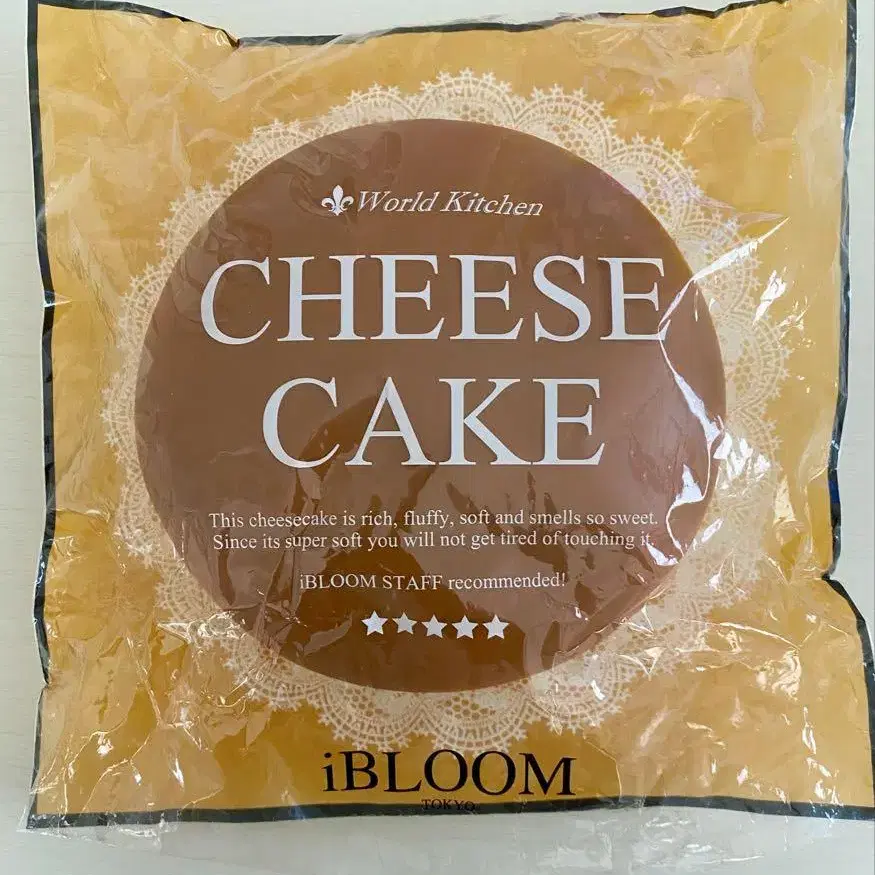 World Kitchen
CHEESE
CAKE
This cheesecake is rich, fluffy, soft and smells so sweet.
Since its super soft you will not get tired of touching it.
iBLOOM STAFF recommended!
iBLOOM
TOKYO